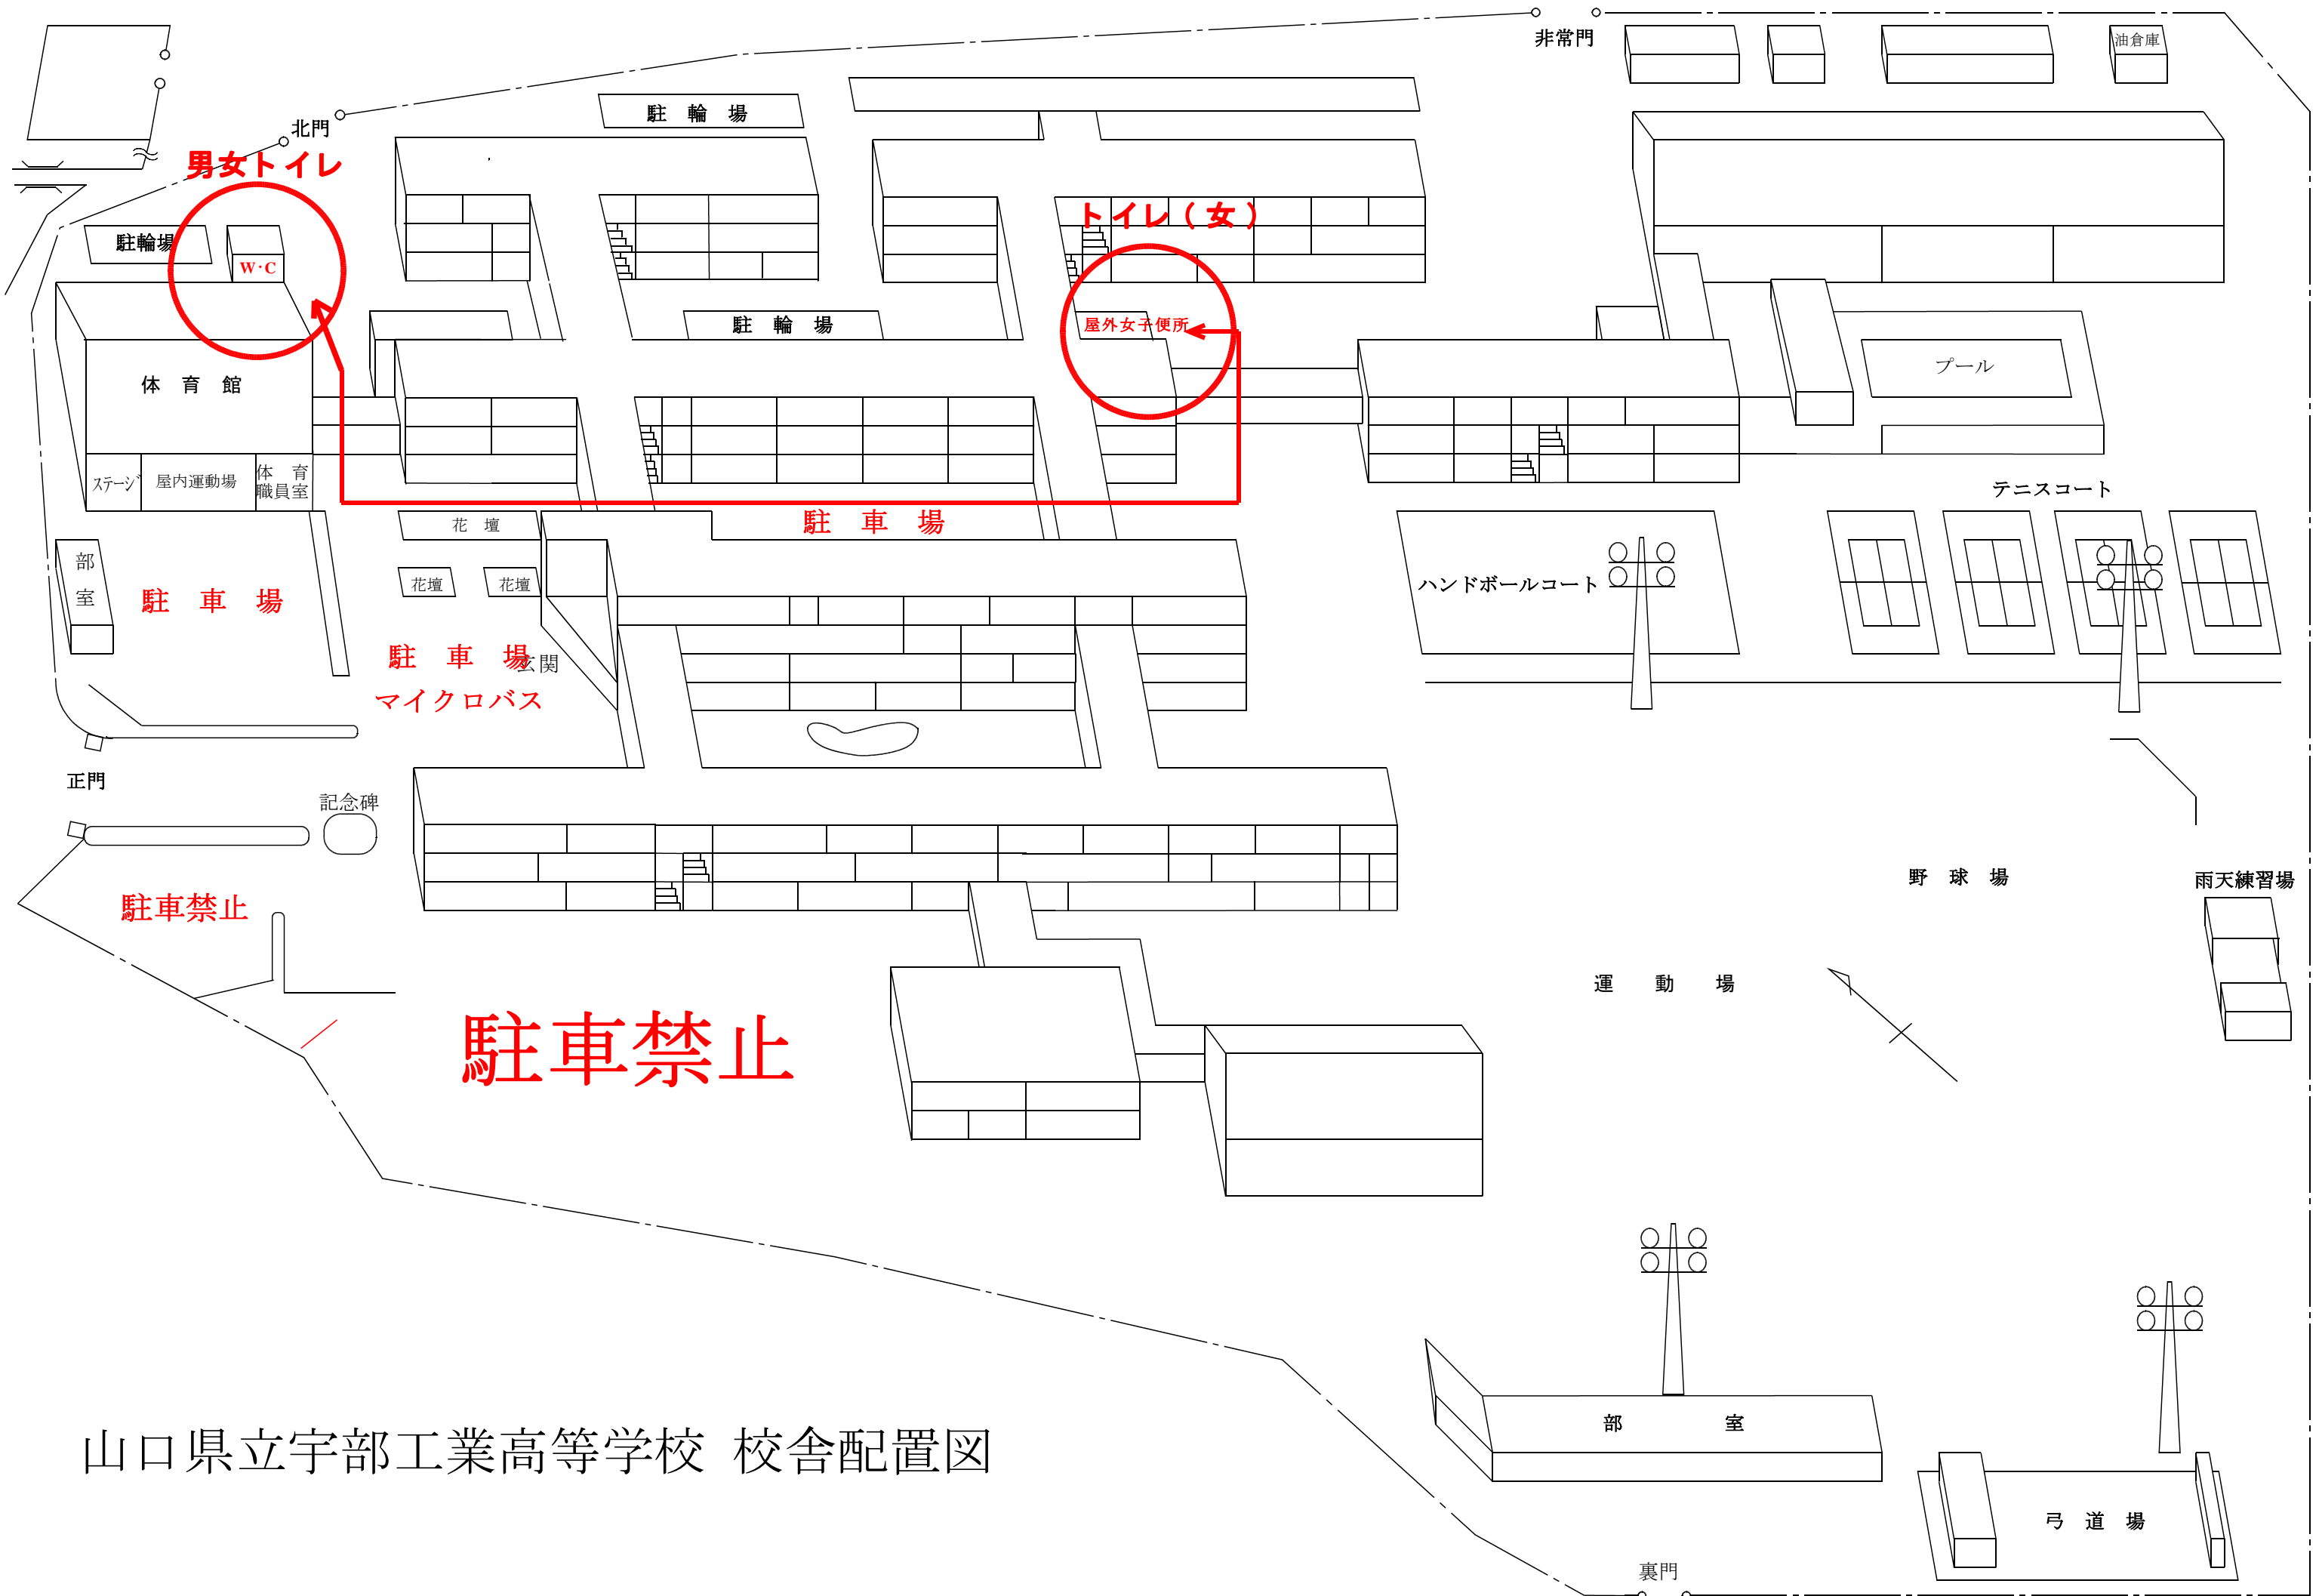 非常門
油倉庫
駐 輪 場
北門
男女トイレ
トイレ(女)
駐輪場
W·C
駐 輪 場
屋外女子便所
プール
体 育 館
ステージ
屋内運動場
体 育
職員室
テニスコート
花 壇
駐 車 場
部
室
花壇
花壇
ハンドボールコート
駐 車 場
駐 車 場
玄関
マイクロバス
正門
記念碑
野 球 場
雨天練習場
駐車禁止
運 動 場
駐車禁止
部 室
山口県立宇部工業高等学校 校舎配置図
弓 道 場
裏門